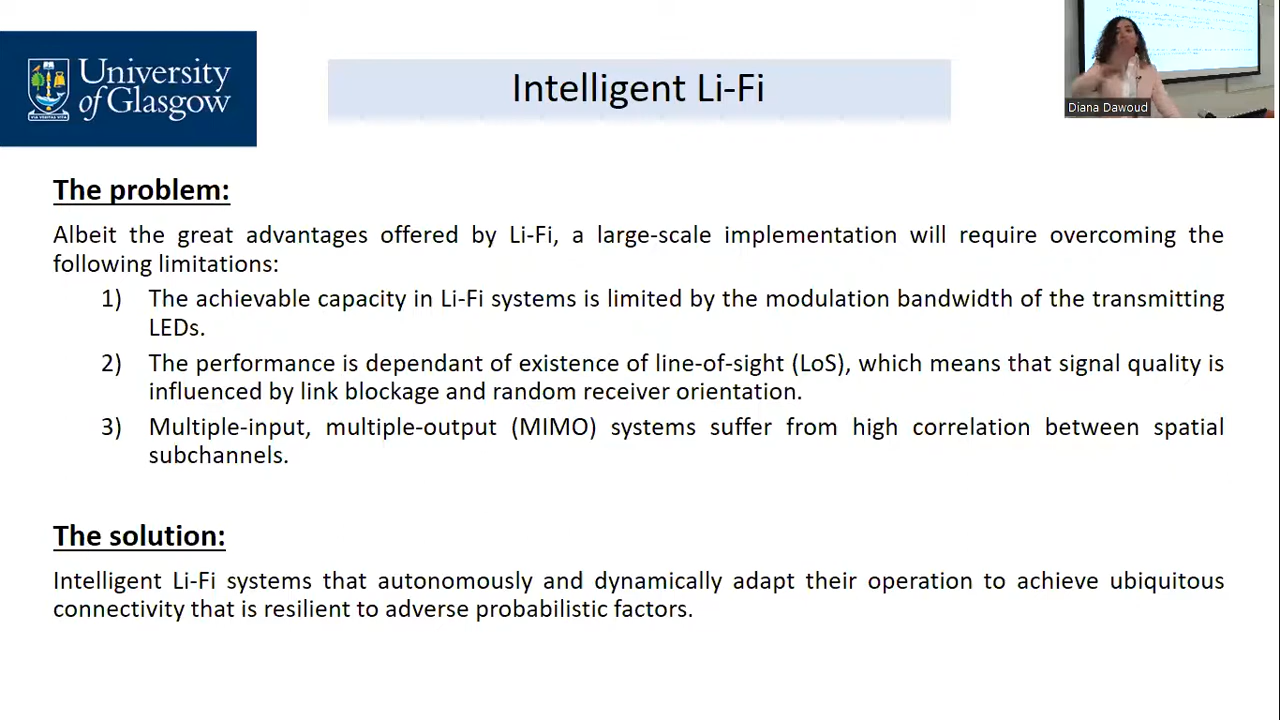 University
of Glasgow
VIA VERITAS VITA
Intelligent Li-Fi
Diana Dawoud
The problem:
Albeit the great advantages offered by Li-Fi, a large-scale implementation will require overcoming the
following limitations:
1) The achievable capacity in Li-Fi systems is limited by the modulation bandwidth of the transmitting
LEDs.
2) The performance is dependant of existence of line-of-sight (LoS), which means that signal quality is
influenced by link blockage and random receiver orientation.
3) Multiple-input, multiple-output (MIMO) systems suffer from high correlation between spatial
subchannels.
The solution:
Intelligent Li-Fi systems that autonomously and dynamically adapt their operation to achieve ubiquitous
connectivity that is resilient to adverse probabilistic factors.